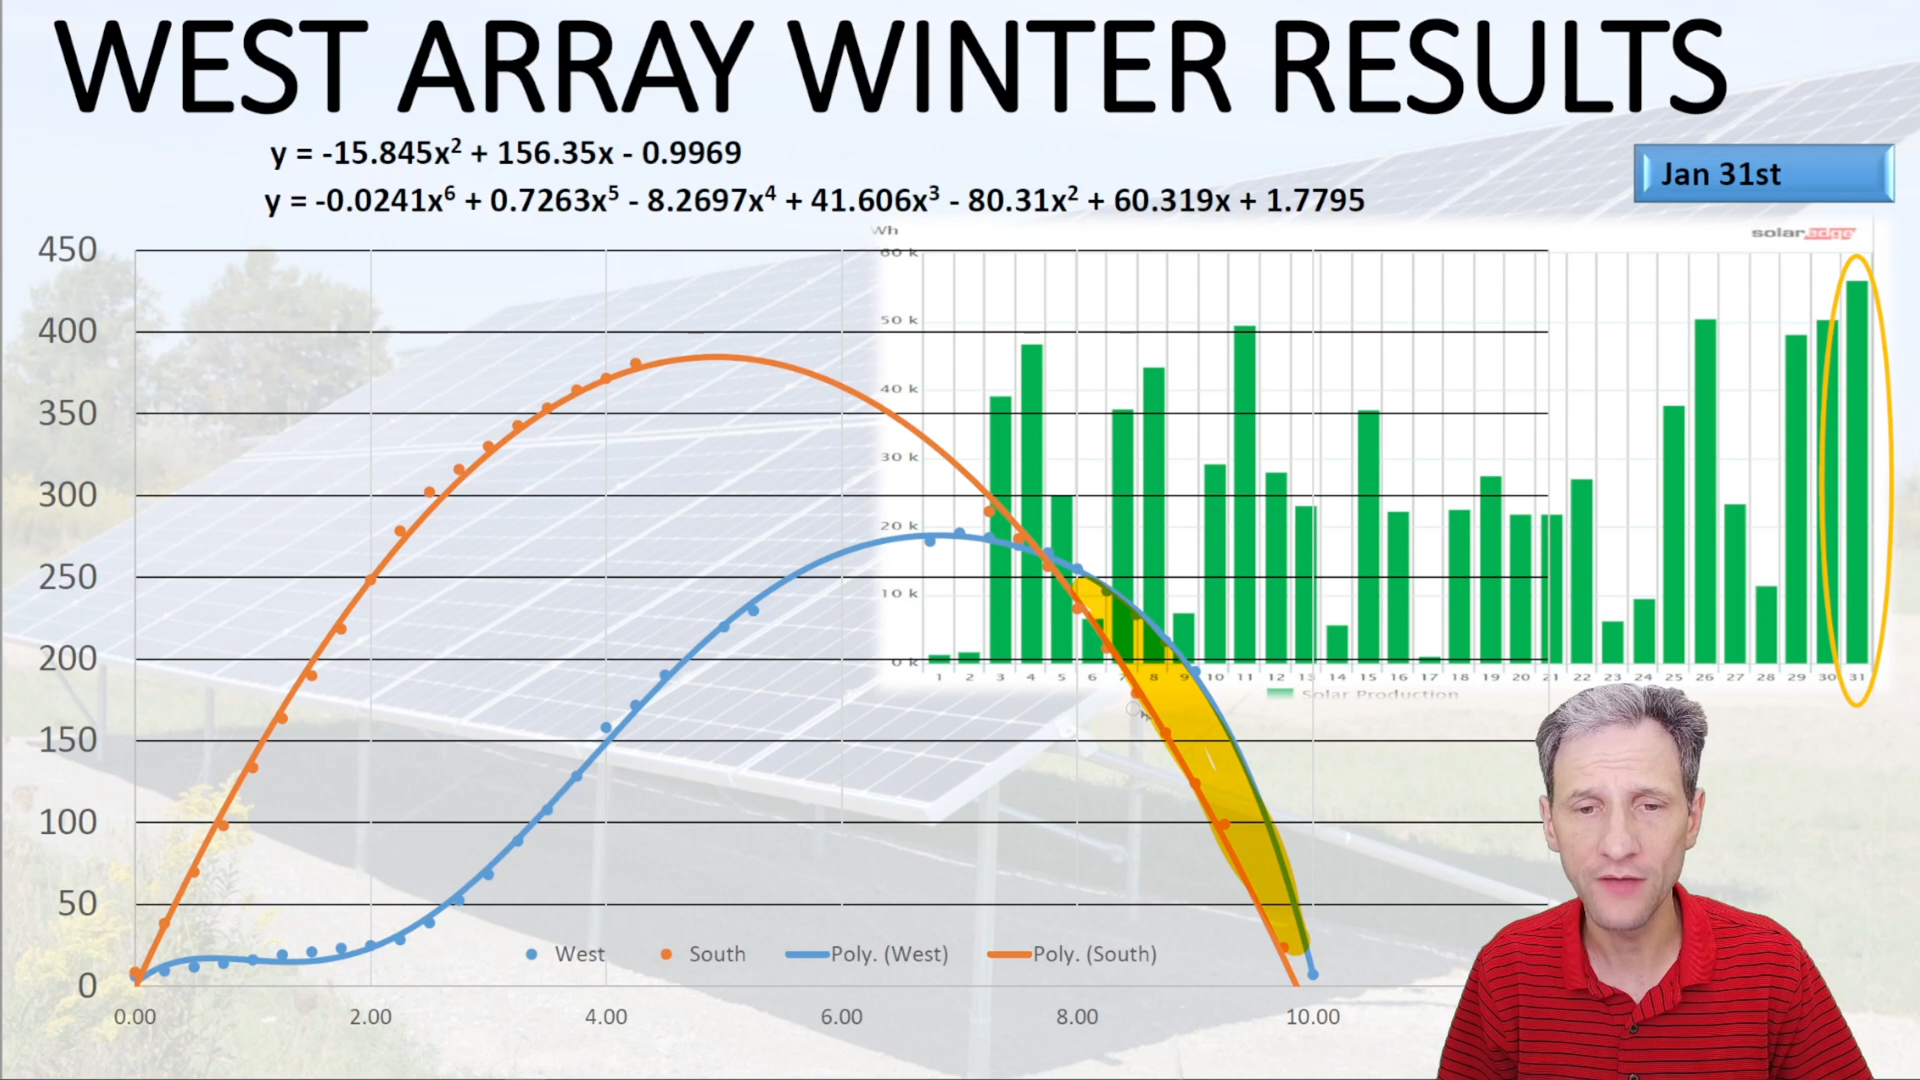 WEST ARRAY WINTER RESULTS
y = -15.845x² + 156.35x - 0.9969
y = -0.0241x⁶ + 0.7263x⁵ - 8.2697x⁴ + 41.606x³ - 80.31x² + 60.319x + 1.7795
Jan 31st
Wh
solaredge
450
400
350
300
250
200
150
100
50
0
60 k
50 k
40 k
30 k
20 k
10 k
0 k
1 2 3 4 5 6 7 8 9 10 11 12 13 14 15 16 17 18 19 20 21 22 23 24 25 26 27 28 29 30 31
Solar Production
West South Poly. (West) Poly. (South)
0.00 2.00 4.00 6.00 8.00 10.00